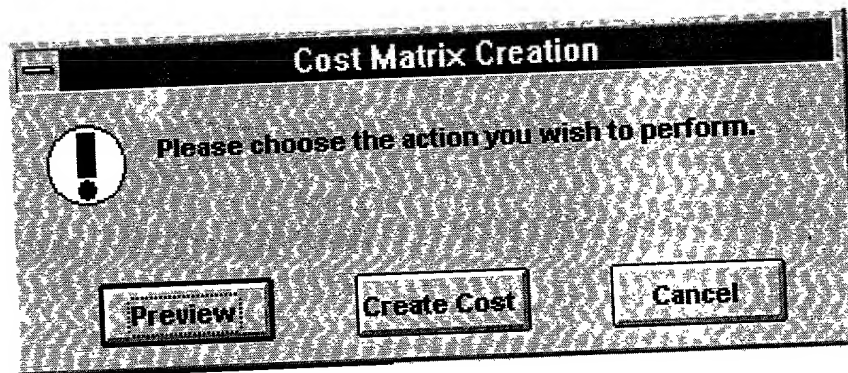 Cost Matrix Creation
Please choose the action you wish to perform.
Preview
Create Cost
Cancel